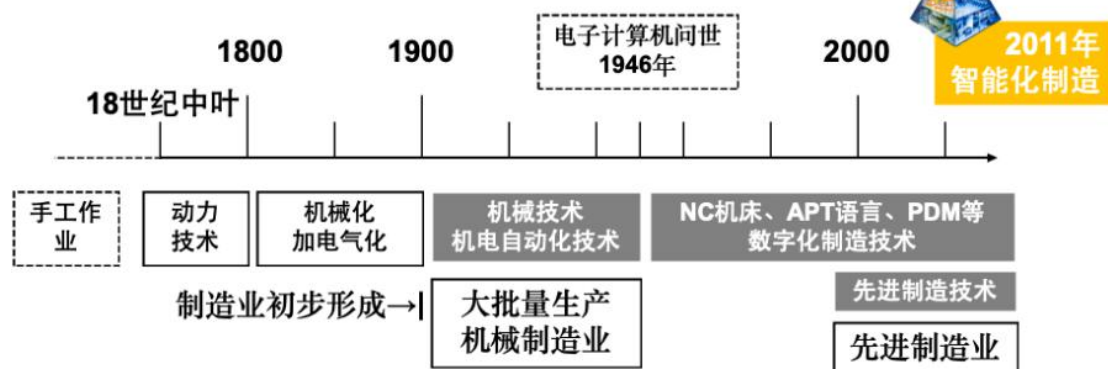 1800
1900
电子计算机问世
1946年
2000
2011年
智能化制造
18世纪中叶
手工作
业
动力
技术
机械化
加电气化
机械技术
机电自动化技术
NC机床、APT语言、PDM等
数字化制造技术
制造业初步形成→
大批量生产
机械制造业
先进制造技术
先进制造业